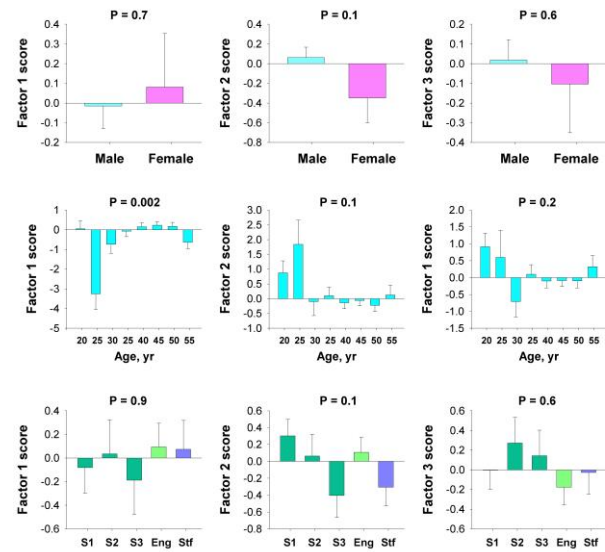 P = 0.7
Factor 1 score
0.4
0.3
0.2
0.1
0.0
-0.1
-0.2
Male Female
P = 0.1
Factor 2 score
0.4
0.2
0.0
-0.2
-0.4
-0.6
-0.8
Male Female
P = 0.6
Factor 3 score
0.2
0.1
0.0
-0.1
-0.2
-0.3
-0.4
Male Female
P = 0.002
Factor 1 score
1
0
-1
-2
-3
-4
-5
20 25 30 25 40 45 50 55
Age, yr
P = 0.1
Factor 2 score
3.0
2.5
2.0
1.5
1.0
0.5
0.0
-0.5
-1.0
20 25 30 25 40 45 50 55
Age, yr
P = 0.2
Factor 1 score
2.0
1.5
1.0
0.5
0.0
-0.5
-1.0
-1.5
20 25 30 25 40 45 50 55
Age, yr
P = 0.9
Factor 1 score
0.4
0.2
0.0
-0.2
-0.4
-0.6
S1 S2 S3 Eng Stf
P = 0.1
Factor 2 score
0.6
0.4
0.2
0.0
-0.2
-0.4
-0.6
-0.8
S1 S2 S3 Eng Stf
P = 0.6
Factor 3 score
0.6
0.4
0.2
0.0
-0.2
-0.4
-0.6
S1 S2 S3 Eng Stf